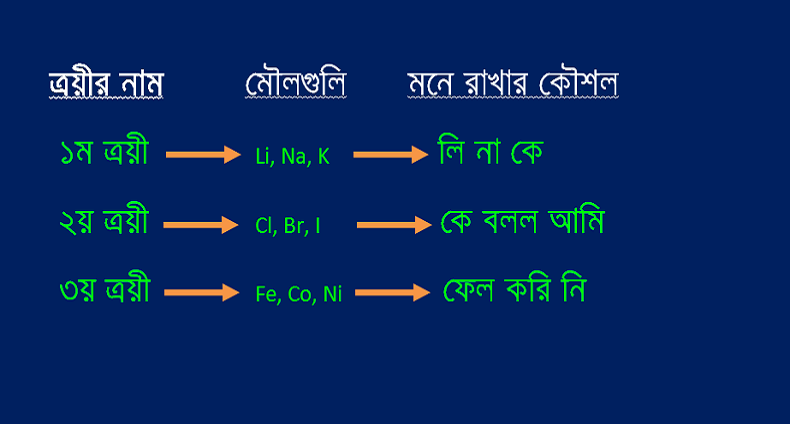 ত্রয়ীর নাম মৌলগুলি মনে রাখার কৌশল
১ম ত্রয়ী Li, Na, K লি না কে
২য় ত্রয়ী Cl, Br, I কে বলল আমি
৩য় ত্রয়ী Fe, Co, Ni ফেল করি নি